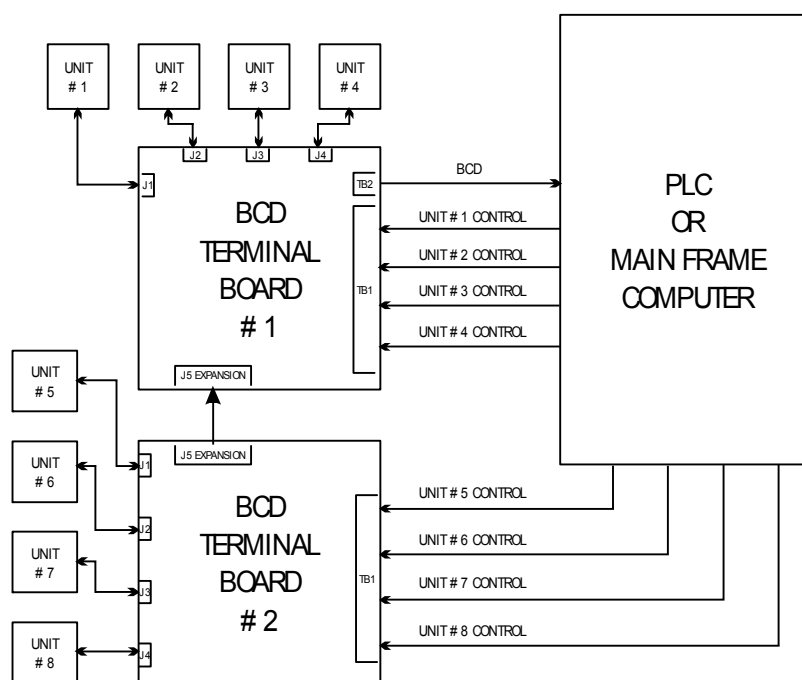 UNIT
# 1
UNIT
# 2
UNIT
# 3
UNIT
# 4
J2
J3
J4
J1
TB2
BCD
BCD
TERMINAL
BOARD
# 1
TB1
UNIT # 1 CONTROL
UNIT # 2 CONTROL
UNIT # 3 CONTROL
UNIT # 4 CONTROL
PLC
OR
MAIN FRAME
COMPUTER
J5 EXPANSION
UNIT
# 5
J5 EXPANSION
J1
UNIT
# 6
J2
BCD
TERMINAL
BOARD
# 2
TB1
UNIT # 5 CONTROL
UNIT # 6 CONTROL
UNIT # 7 CONTROL
UNIT # 8 CONTROL
UNIT
# 7
J3
UNIT
# 8
J4